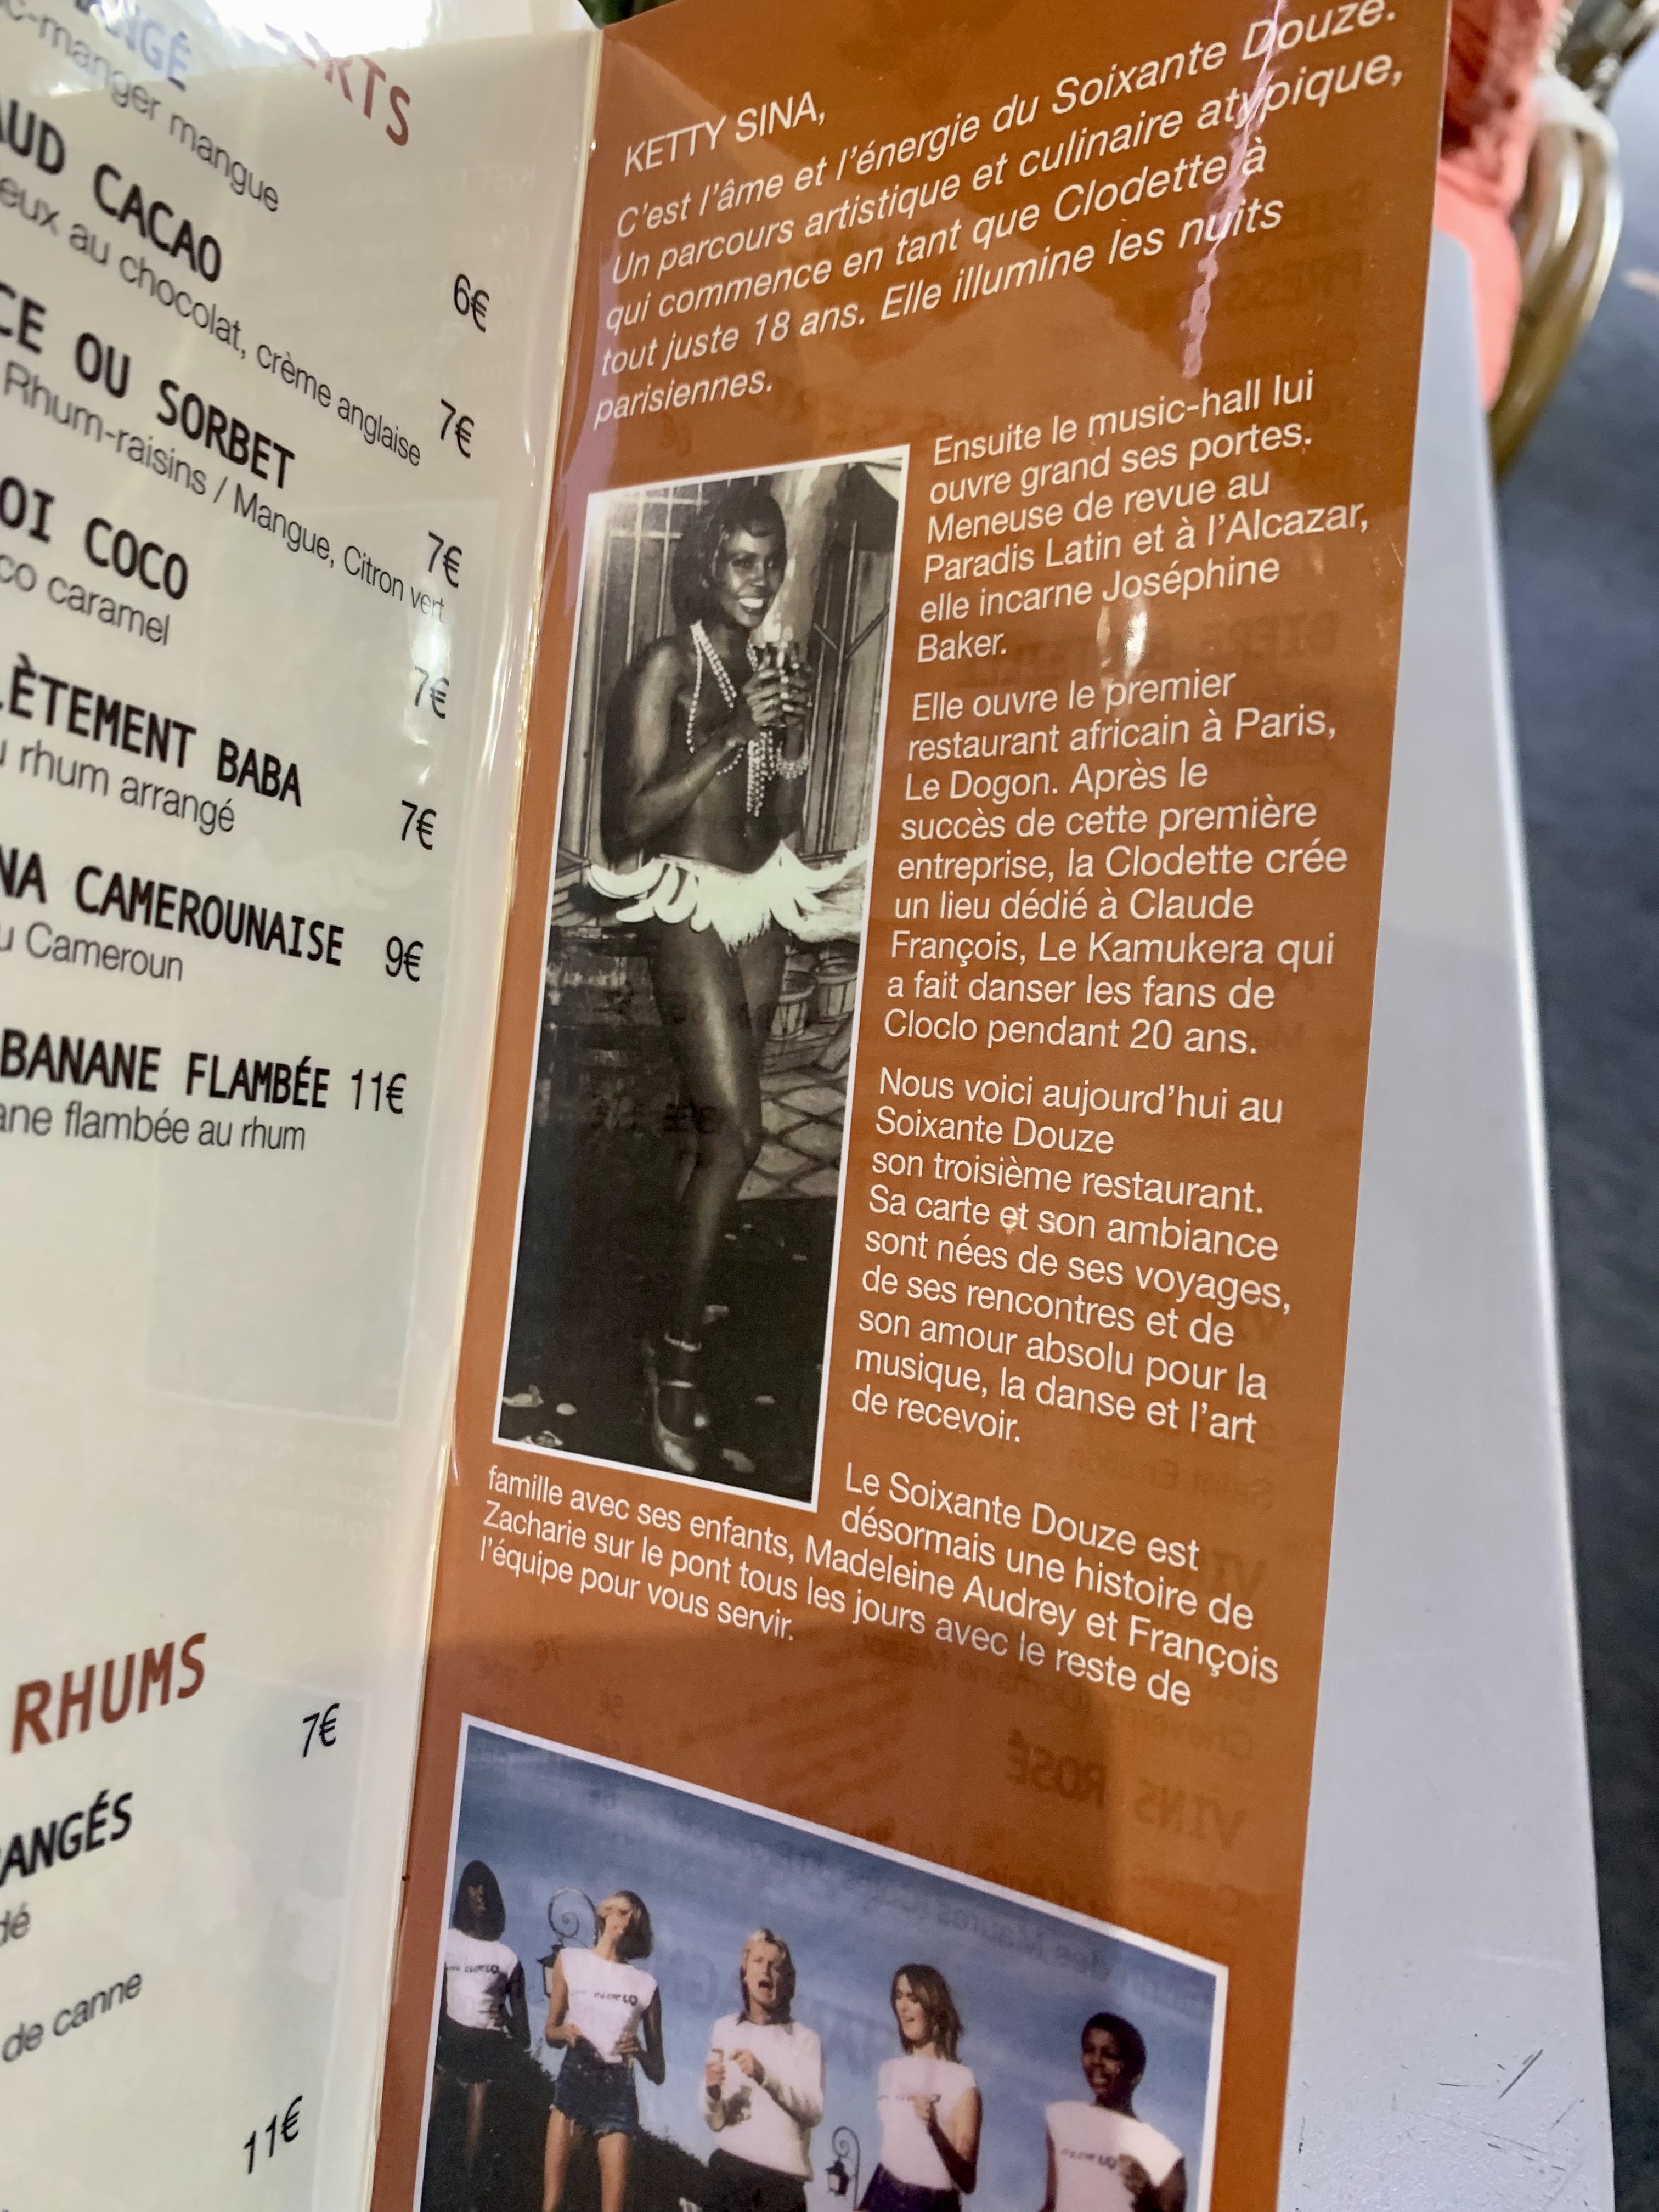 NGÉ
manger mangue
AUD CACAO
6€
eux au chocolat, crème anglaise
7€
CE OU SORBET
Rhum-raisins / Mangue, Citron vert
7€
OI COCO
co caramel
7€
ÈTEMENT BABA
rhum arrangé
7€
NA CAMEROUNAISE 9€
u Cameroun
BANANE FLAMBÉE 11€
ane flambée au rhum
RHUMS
7€
ANGÉS
de canne
11€
KETTY SINA,
C'est l'âme et l'énergie du Soixante Douze.
Un parcours artistique et culinaire atypique,
qui commence en tant que Clodette à
tout juste 18 ans. Elle illumine les nuits
parisiennes.
Ensuite le music-hall lui
ouvre grand ses portes.
Meneuse de revue au
Paradis Latin et à l'Alcazar,
elle incarne Joséphine
Baker.
Elle ouvre le premier
restaurant africain à Paris,
Le Dogon. Après le
succès de cette première
entreprise, la Clodette crée
un lieu dédié à Claude
François, Le Kamukera qui
a fait danser les fans de
Cloclo pendant 20 ans.
Nous voici aujourd'hui au
Soixante Douze
son troisième restaurant.
Sa carte et son ambiance
sont nées de ses voyages,
de ses rencontres et de
son amour absolu pour la
musique, la danse et l'art
de recevoir.
Le Soixante Douze est
désormais une histoire de
famille avec ses enfants, Madeleine Audrey et François
Zacharie sur le pont tous les jours avec le reste de
l'équipe pour vous servir.